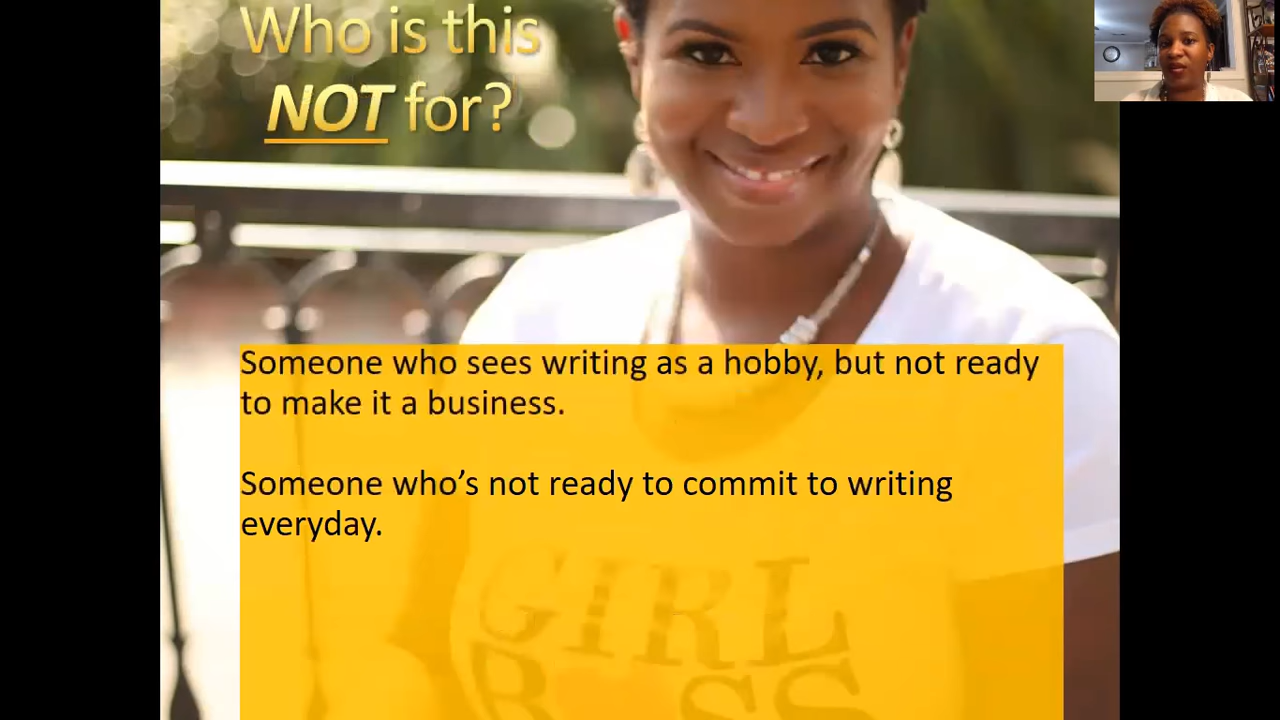 Who is this
NOT for?
Someone who sees writing as a hobby, but not ready
to make it a business.
Someone who’s not ready to commit to writing
everyday.
GIRL